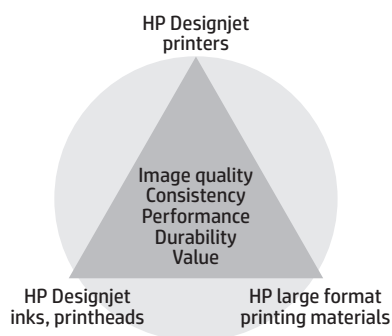 HP Designjet
printers
Image quality
Consistency
Performance
Durability
Value
HP Designjet
inks, printheads
HP large format
printing materials